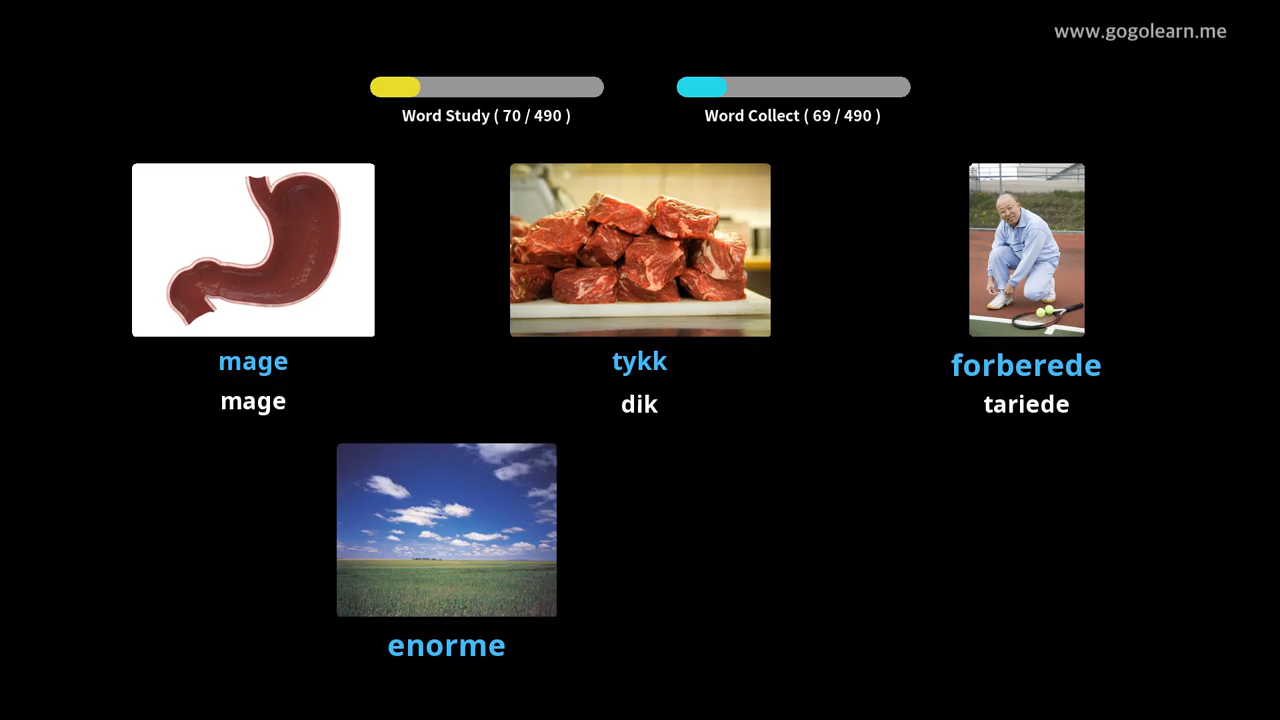 www.gogolearn.me
Word Study ( 70 / 490 )
Word Collect ( 69 / 490 )
mage
mage
tykk
dik
forberede
tariede
enorme